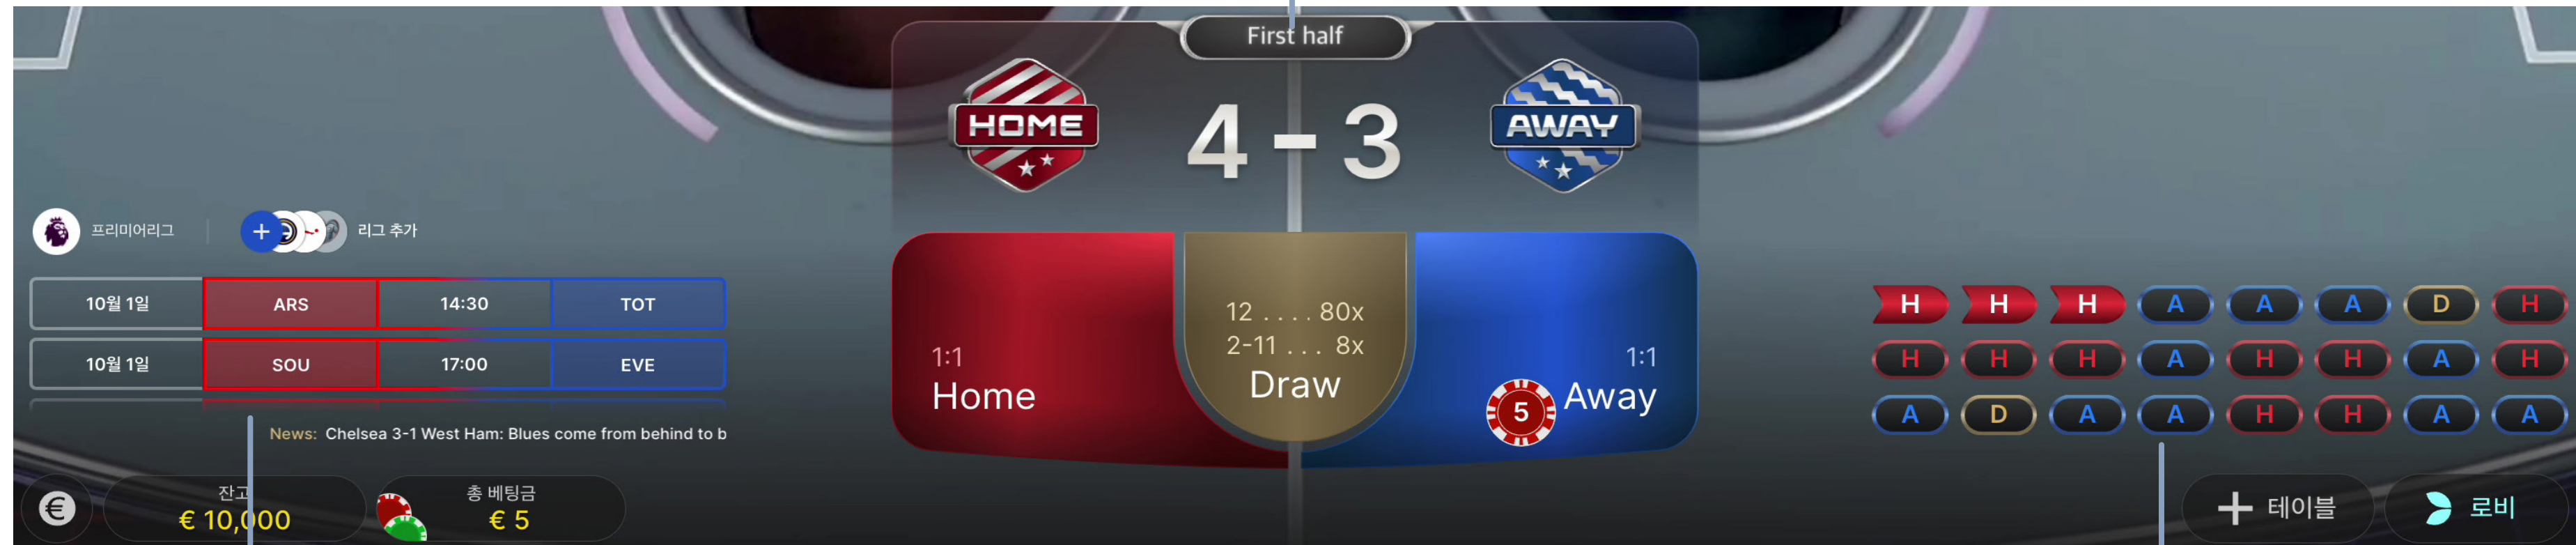 First half
HOME 4 - 3 AWAY
프리미어리그 + 리그 추가
10월 1일 ARS 14:30 TOT
10월 1일 SOU 17:00 EVE
News: Chelsea 3-1 West Ham: Blues come from behind to b
€ 잔고 € 10,000
총 베팅금 € 5
1:1
Home
12 .... 80x
2-11 ... 8x
Draw
1:1
5 Away
H H H A A A D H
H H H A H H A H
A D A A H H A A
+ 테이블 로비